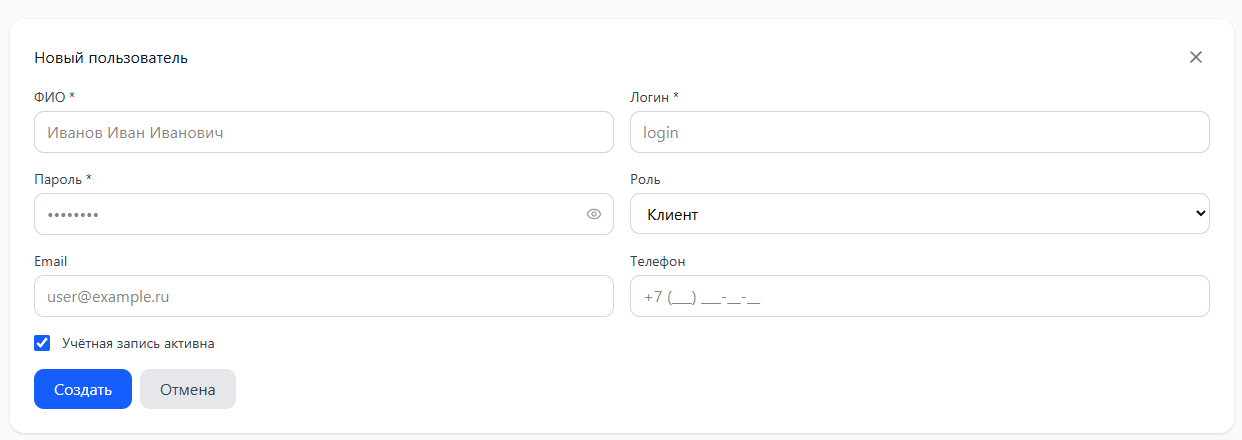 Новый пользователь
ФИО * Логин *
Иванов Иван Иванович login
Пароль * Роль
•••••••• Клиент
Email Телефон
user@example.ru +7 (___) ___-__-__
Учётная запись активна
Создать Отмена